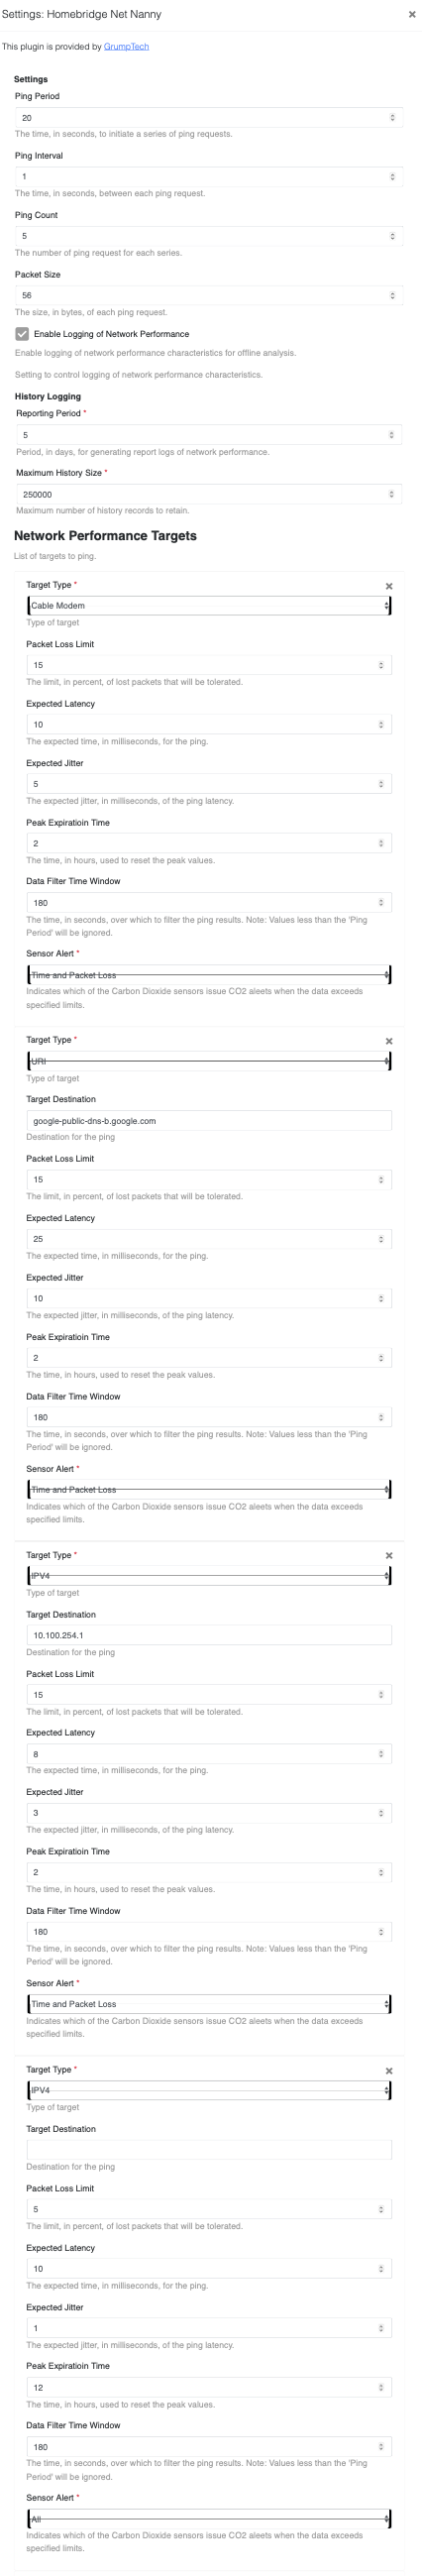 Settings: Homebridge Net Nanny
×
This plugin is provided by GrumpTech
Settings
Ping Period
20
The time, in seconds, to initiate a series of ping requests.
Ping Interval
1
The time, in seconds, between each ping request.
Ping Count
5
The number of ping request for each series.
Packet Size
56
The size, in bytes, of each ping request.
Enable Logging of Network Performance
Enable logging of network performance characteristics for offline analysis.
Setting to control logging of network performance characteristics.
History Logging
Reporting Period *
5
Period, in days, for generating report logs of network performance.
Maximum History Size *
250000
Maximum number of history records to retain.
Network Performance Targets
List of targets to ping.
Target Type *
×
Cable Modem
Type of target
Packet Loss Limit
15
The limit, in percent, of lost packets that will be tolerated.
Expected Latency
10
The expected time, in milliseconds, for the ping.
Expected Jitter
5
The expected jitter, in milliseconds, of the ping latency.
Peak Expiratioin Time
2
The time, in hours, used to reset the peak values.
Data Filter Time Window
180
The time, in seconds, over which to filter the ping results. Note: Values less than the 'Ping
Period' will be ignored.
Sensor Alert *
Time and Packet Loss
Indicates which of the Carbon Dioxide sensors issue CO2 aleets when the data exceeds
specified limits.
Target Type *
×
URI
Type of target
Target Destination
google-public-dns-b.google.com
Destination for the ping
Packet Loss Limit
15
The limit, in percent, of lost packets that will be tolerated.
Expected Latency
25
The expected time, in milliseconds, for the ping.
Expected Jitter
10
The expected jitter, in milliseconds, of the ping latency.
Peak Expiratioin Time
2
The time, in hours, used to reset the peak values.
Data Filter Time Window
180
The time, in seconds, over which to filter the ping results. Note: Values less than the 'Ping
Period' will be ignored.
Sensor Alert *
Time and Packet Loss
Indicates which of the Carbon Dioxide sensors issue CO2 aleets when the data exceeds
specified limits.
Target Type *
×
IPV4
Type of target
Target Destination
10.100.254.1
Destination for the ping
Packet Loss Limit
15
The limit, in percent, of lost packets that will be tolerated.
Expected Latency
8
The expected time, in milliseconds, for the ping.
Expected Jitter
3
The expected jitter, in milliseconds, of the ping latency.
Peak Expiratioin Time
2
The time, in hours, used to reset the peak values.
Data Filter Time Window
180
The time, in seconds, over which to filter the ping results. Note: Values less than the 'Ping
Period' will be ignored.
Sensor Alert *
Time and Packet Loss
Indicates which of the Carbon Dioxide sensors issue CO2 aleets when the data exceeds
specified limits.
Target Type *
×
IPV4
Type of target
Target Destination
Destination for the ping
Packet Loss Limit
5
The limit, in percent, of lost packets that will be tolerated.
Expected Latency
10
The expected time, in milliseconds, for the ping.
Expected Jitter
1
The expected jitter, in milliseconds, of the ping latency.
Peak Expiratioin Time
12
The time, in hours, used to reset the peak values.
Data Filter Time Window
180
The time, in seconds, over which to filter the ping results. Note: Values less than the 'Ping
Period' will be ignored.
Sensor Alert *
All
Indicates which of the Carbon Dioxide sensors issue CO2 aleets when the data exceeds
specified limits.